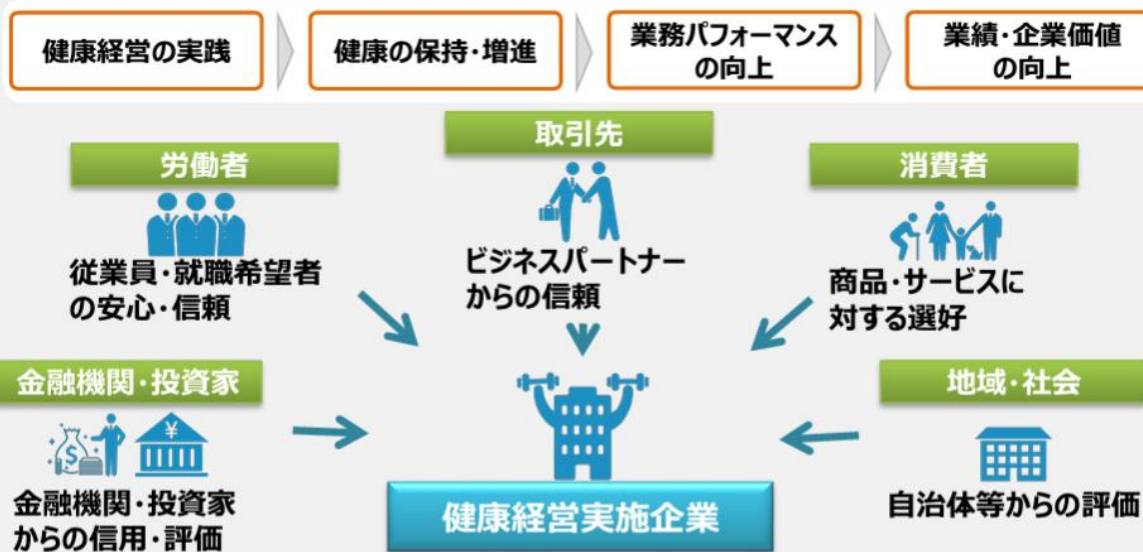 健康経営の実践
健康の保持・増進
業務パフォーマンス
の向上
業績・企業価値
の向上
労働者
従業員・就職希望者
の安心・信頼
取引先
ビジネスパートナー
からの信頼
消費者
商品・サービスに
対する選好
金融機関・投資家
$
¥
金融機関・投資家
からの信用・評価
地域・社会
自治体等からの評価
健康経営実施企業